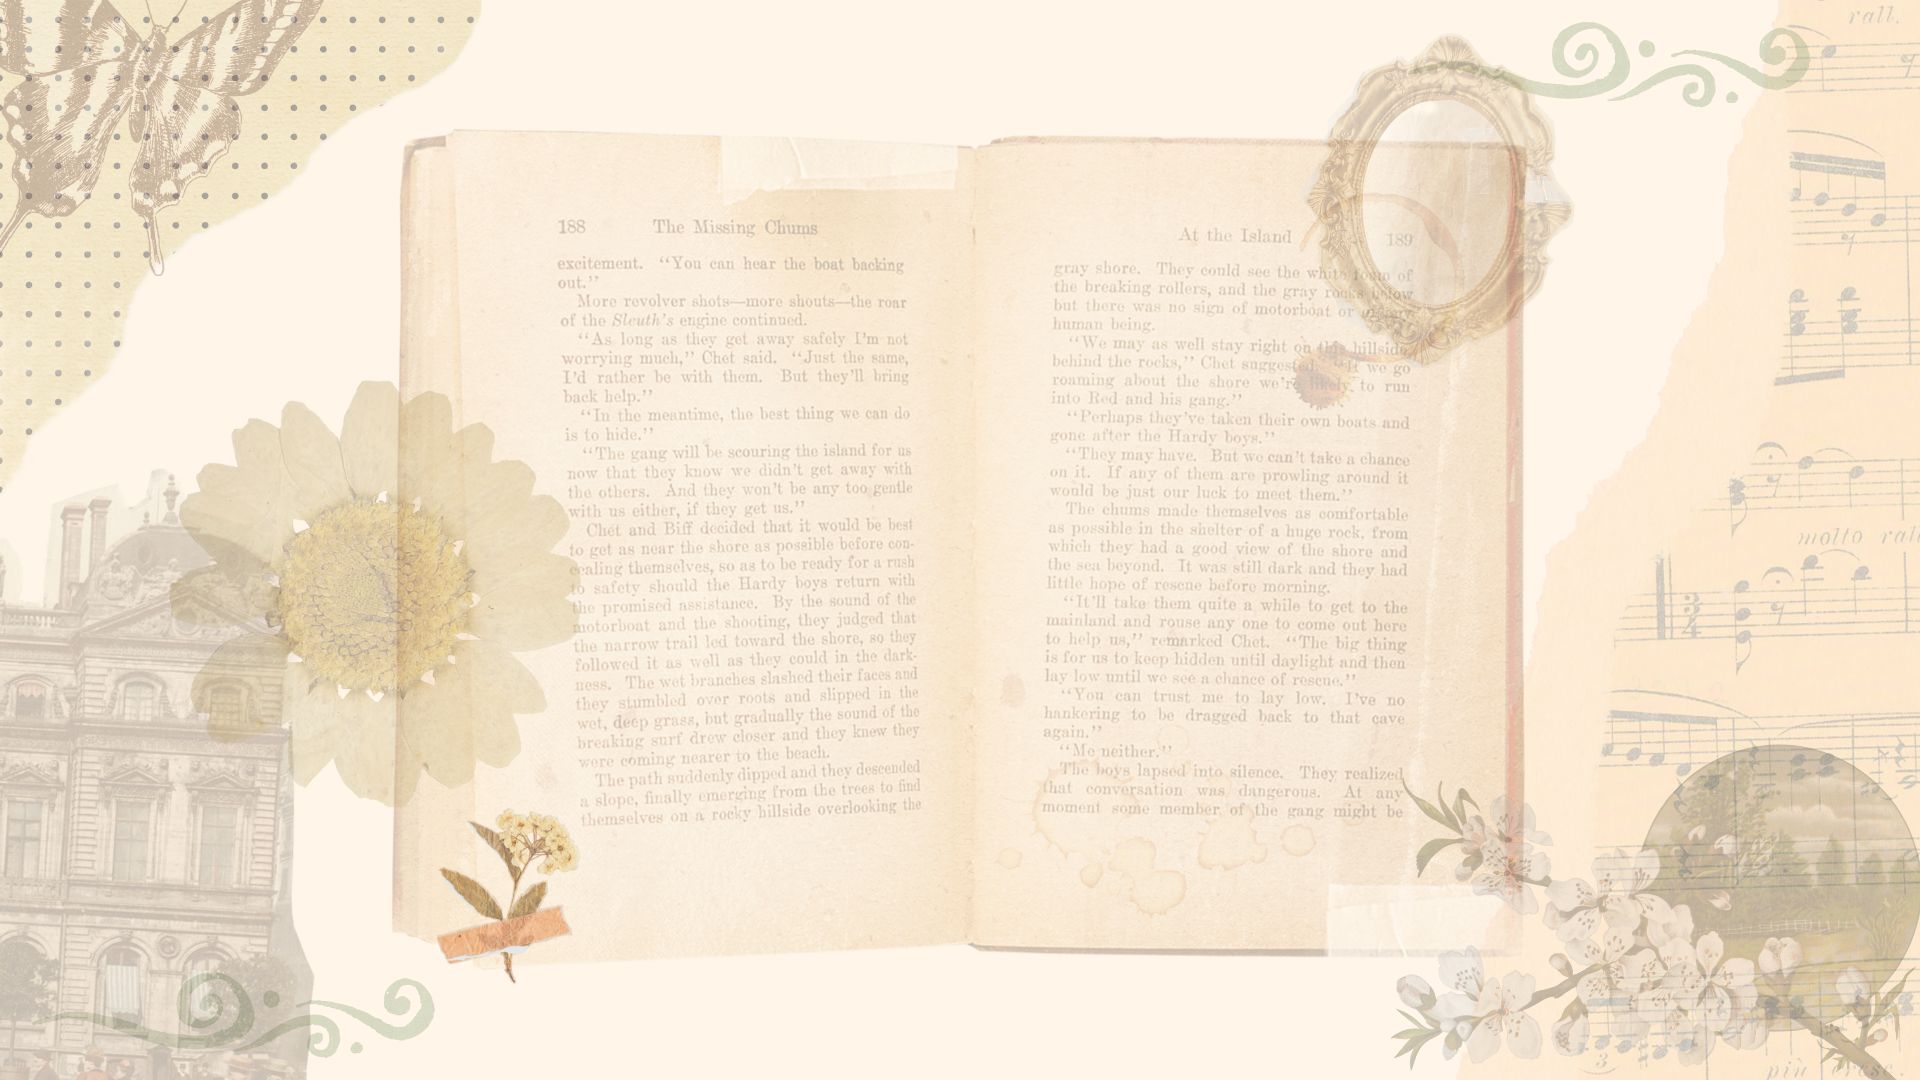 188 The Missing Chums
excitement. “You can hear the boat backing
out.”
More revolver shots—more shouts—the roar
of the Sleuth’s engine continued.
“As long as they get away safely I’m not
worrying much,” Chet said. “Just the same,
I’d rather be with them. But they’ll bring
back help.”
“In the meantime, the best thing we can do
is to hide.”
“The gang will be scouring the island for us
now that they know we didn’t get away with
the others. And they won’t be any too gentle
with us either, if they get us.”
Chet and Biff decided that it would be best
to get as near the shore as possible before con-
cealing themselves, so as to be ready for a rush
to safety should the Hardy boys return with
the promised assistance. By the sound of the
motorboat and the shooting, they judged that
the narrow trail led toward the shore, so they
followed it as well as they could in the dark-
ness. The wet branches slashed their faces and
they stumbled over roots and slipped in the
wet, deep grass, but gradually the sound of the
breaking surf drew closer and they knew they
were coming nearer to the beach.
The path suddenly dipped and they descended
a slope, finally emerging from the trees to find
themselves on a rocky hillside overlooking the
At the Island 189
gray shore. They could see the white foam of
the breaking rollers, and the gray rocks below
but there was no sign of motorboat or
human being.
“We may as well stay right on this hillside
behind the rocks,” Chet suggested. “If we go
roaming about the shore we’re likely to run
into Red and his gang.”
“Perhaps they’ve taken their own boats and
gone after the Hardy boys.”
“They may have. But we can’t take a chance
on it. If any of them are prowling around it
would be just our luck to meet them.”
The chums made themselves as comfortable
as possible in the shelter of a huge rock, from
which they had a good view of the shore and
the sea beyond. It was still dark and they had
little hope of rescue before morning.
“It’ll take them quite a while to get to the
mainland and rouse any one to come out here
to help us,” remarked Chet. “The big thing
is for us to keep hidden until daylight and then
lay low until we see a chance of rescue.”
“You can trust me to lay low. I’ve no
hankering to be dragged back to that cave
again.”
“Me neither.”
The boys lapsed into silence. They realized
that conversation was dangerous. At any
moment some member of the gang might be
rall.
molto rall
3
4
3
più